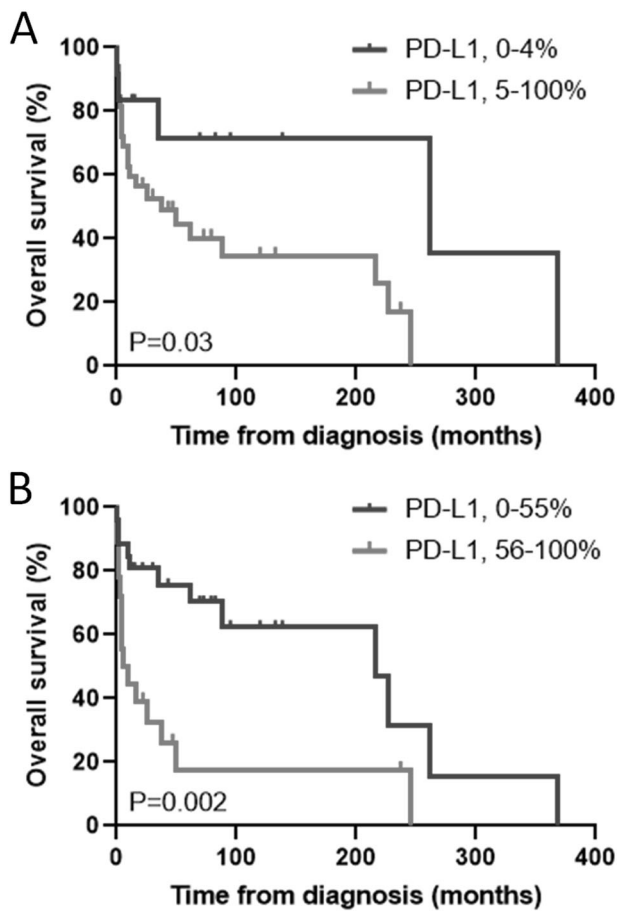 A
PD-L1, 0-4%
PD-L1, 5-100%
Overall survival (%)
100
80
60
40
20
0
P=0.03
0 100 200 300 400
Time from diagnosis (months)
B
PD-L1, 0-55%
PD-L1, 56-100%
Overall survival (%)
100
80
60
40
20
0
P=0.002
0 100 200 300 400
Time from diagnosis (months)